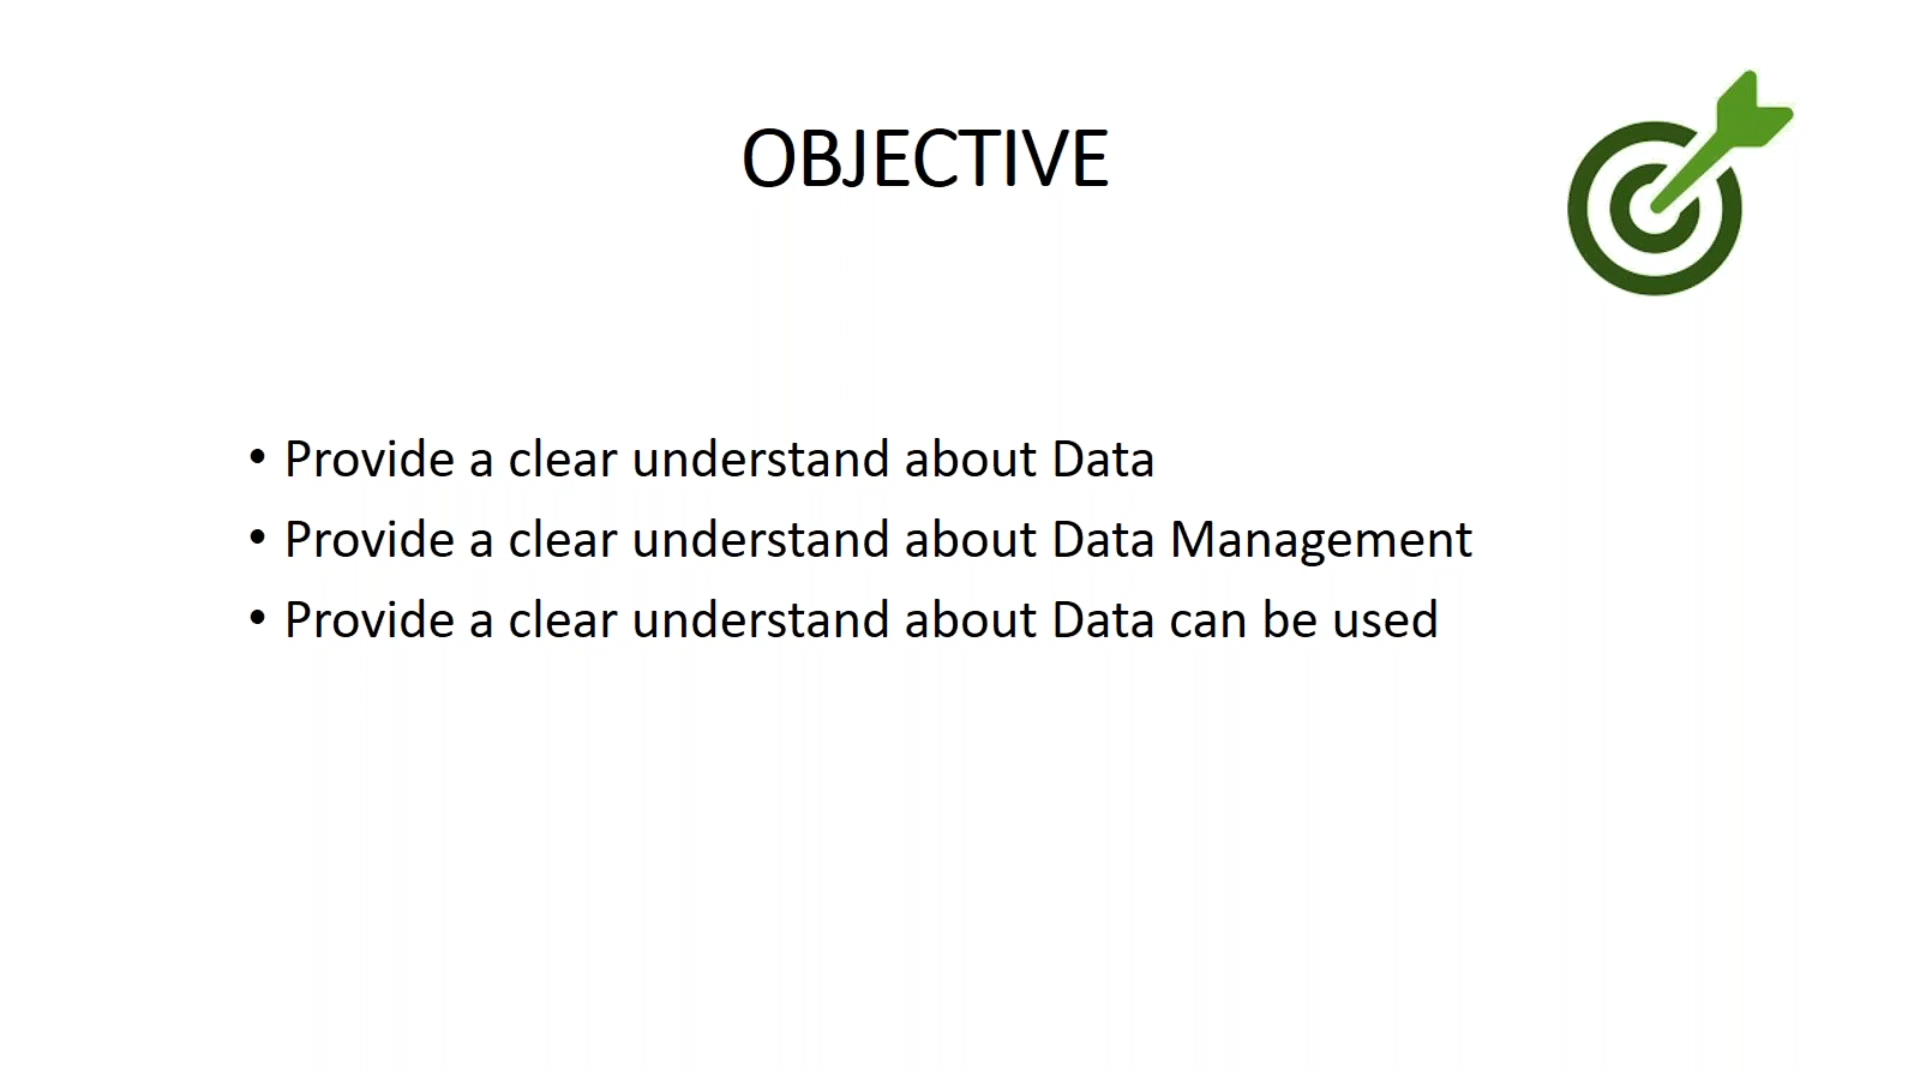 OBJECTIVE
• Provide a clear understand about Data
• Provide a clear understand about Data Management
• Provide a clear understand about Data can be used